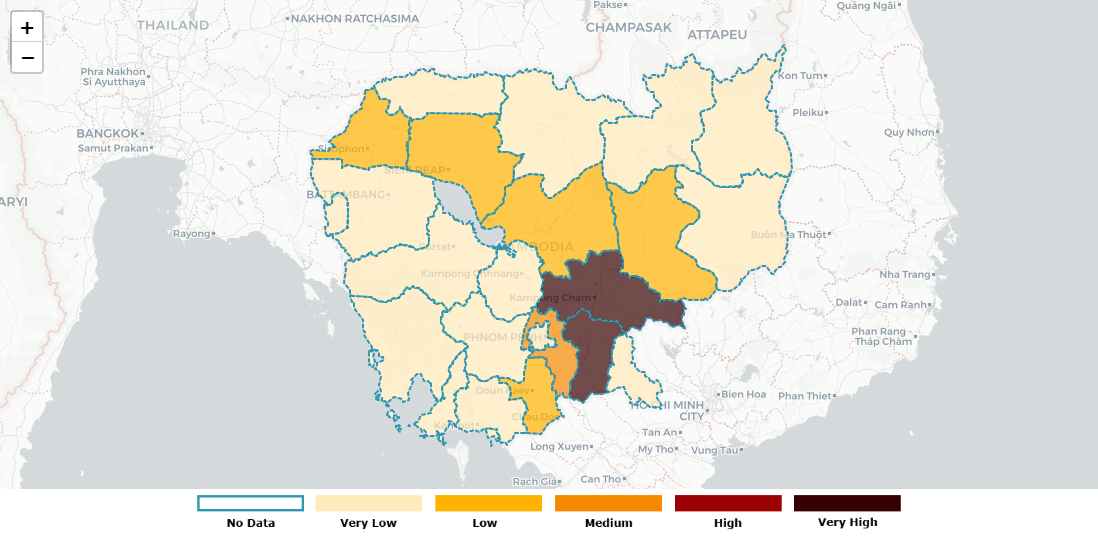 +
−
THAILAND
NAKHON RATCHASIMA
Pakse
CHAMPASAK
ATTAPEU
Quảng Ngãi
Phra Nakhon
Si Ayutthaya
Kon Tum
BANGKOK
Samut Prakan
Sisophon
Pleiku
Quy Nhơn
SIEM REAP
BATTAMBANG
ARYI
Rayong
Pursat
CAMBODIA
Buôn Ma Thuột
Kampong Chhnang
Nha Trang
Kampong Cham
Dalat
Cam Ranh
PHNOM PENH
Phan Rang -
Tháp Chàm
Doun Kaev
Bien Hoa
Phan Thiet
HO CHI MINH
CITY
Chau Doc
Kampot
Tan An
Long Xuyen
My Tho
Vung Tau
Rạch Giá
Can Tho
No Data
Very Low
Low
Medium
High
Very High